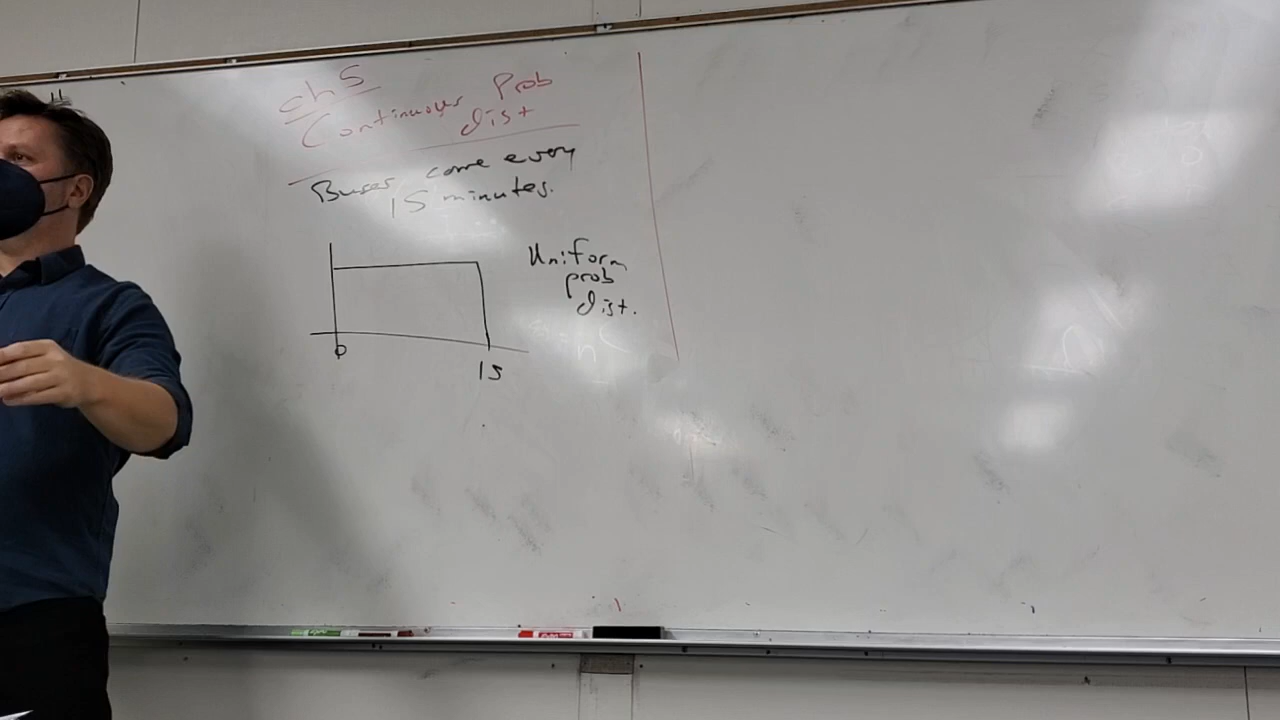 ch 5
Continuous Prob
dist
Buses come every
15 minutes.
Uniform
prob
dist.
0
15